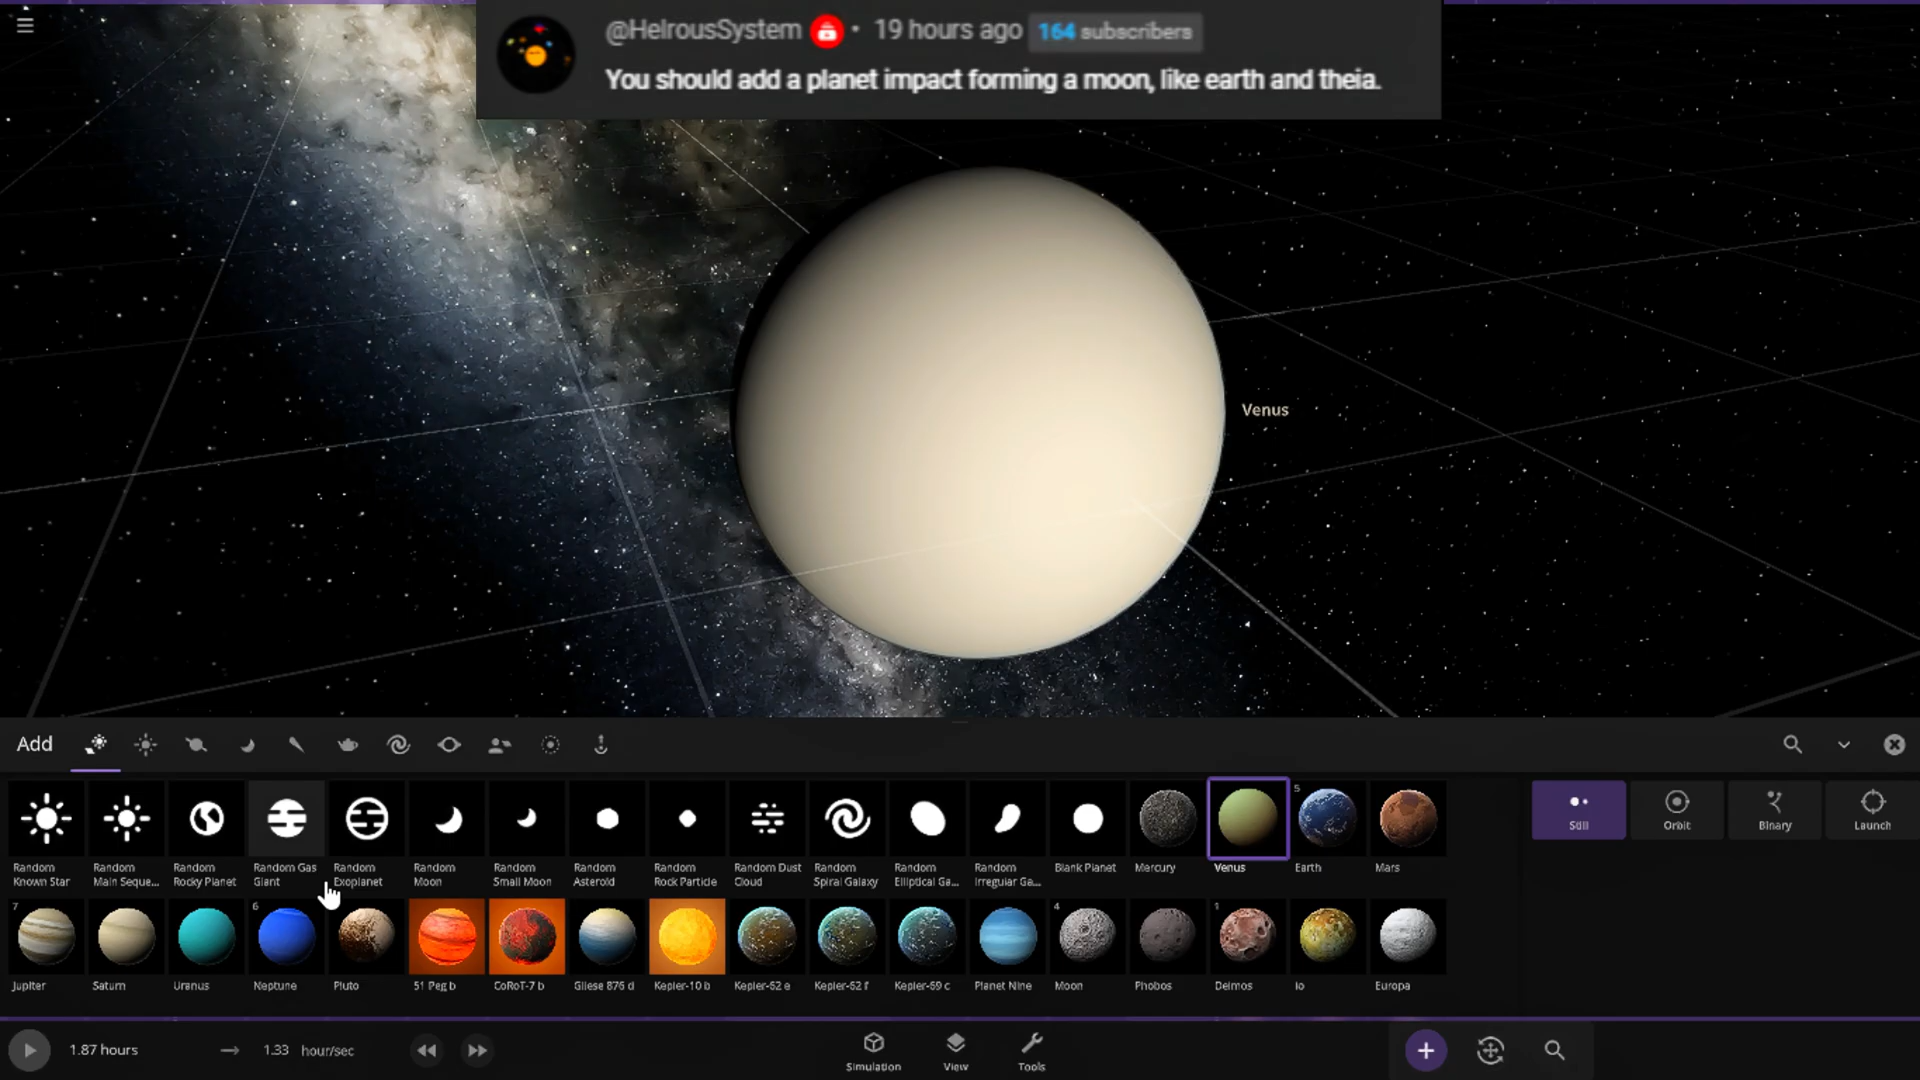 @HelrousSystem • 19 hours ago 164 subscribers
You should add a planet impact forming a moon, like earth and theia.
Venus
Add
Still
Orbit
Binary
Launch
Random Known Star
Random Main Seque...
Random Rocky Planet
Random Gas Giant
Random Exoplanet
Random Moon
Random Small Moon
Random Asteroid
Random Rock Particle
Random Dust Cloud
Random Spiral Galaxy
Random Elliptical Ga...
Random Irregular Ga...
Blank Planet
Mercury
Venus
5
Earth
Mars
7
Jupiter
Saturn
Uranus
6
Neptune
Pluto
51 Peg b
CoRoT-7 b
Gliese 876 d
Kepler-10 b
Kepler-62 e
Kepler-62 f
Kepler-69 c
Planet Nine
4
Moon
Phobos
1
Deimos
Io
Europa
1.87 hours → 1.33 hour/sec
Simulation
View
Tools